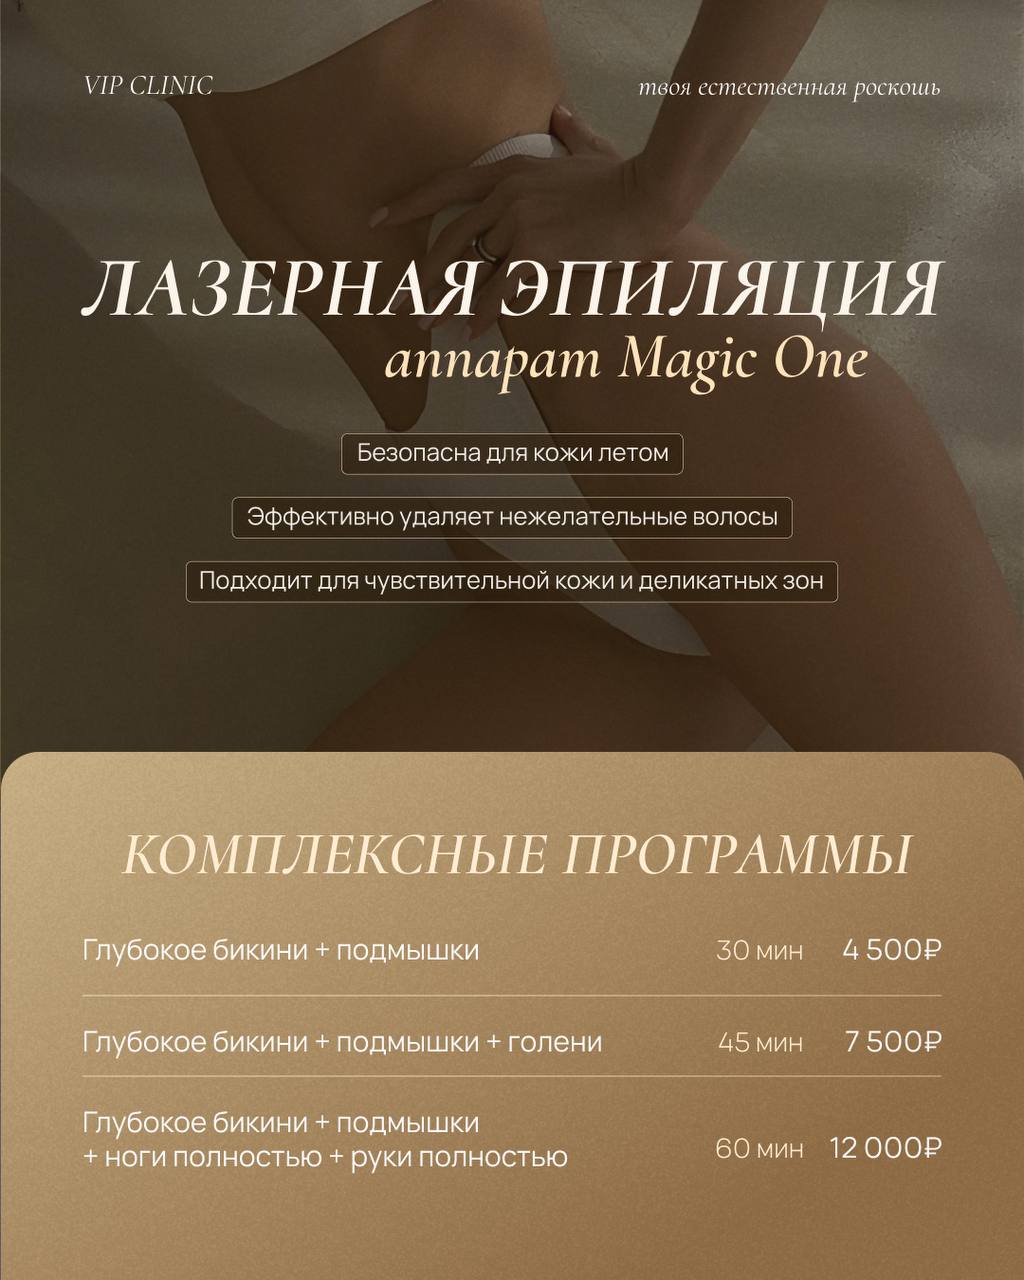 VIP CLINIC
твоя естественная роскошь
ЛАЗЕРНАЯ ЭПИЛЯЦИЯ
аппарат Magic One
Безопасна для кожи летом
Эффективно удаляет нежелательные волосы
Подходит для чувствительной кожи и деликатных зон
КОМПЛЕКСНЫЕ ПРОГРАММЫ
Глубокое бикини + подмышки 30 мин 4 500₽
Глубокое бикини + подмышки + голени 45 мин 7 500₽
Глубокое бикини + подмышки
+ ноги полностью + руки полностью 60 мин 12 000₽